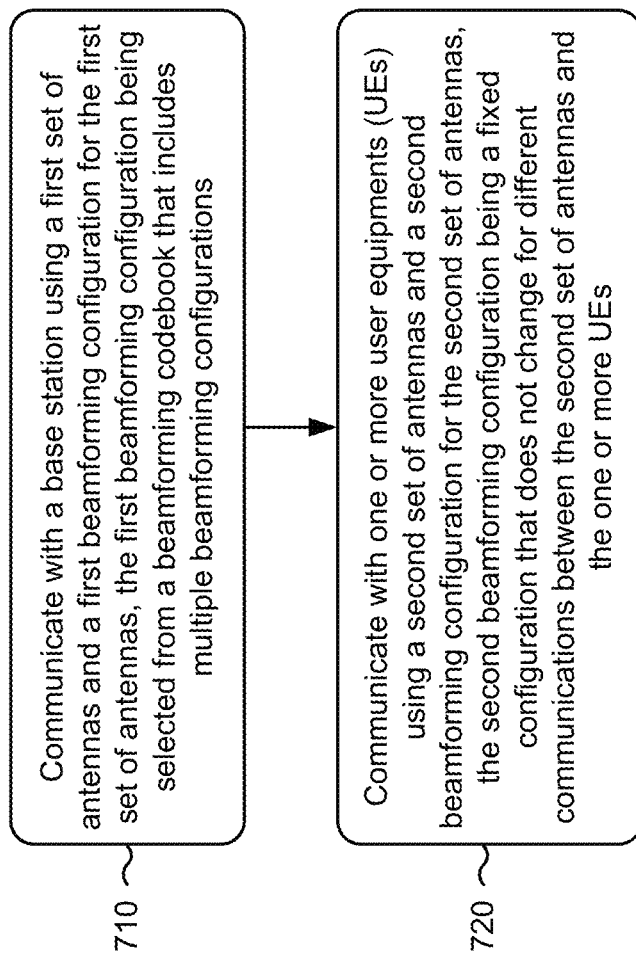 Communicate with a base station using a first set of
antennas and a first beamforming configuration for the first
set of antennas, the first beamforming configuration being
selected from a beamforming codebook that includes
multiple beamforming configurations
710
Communicate with one or more user equipments (UEs)
using a second set of antennas and a second
beamforming configuration for the second set of antennas,
the second beamforming configuration being a fixed
configuration that does not change for different
communications between the second set of antennas and
the one or more UEs
720